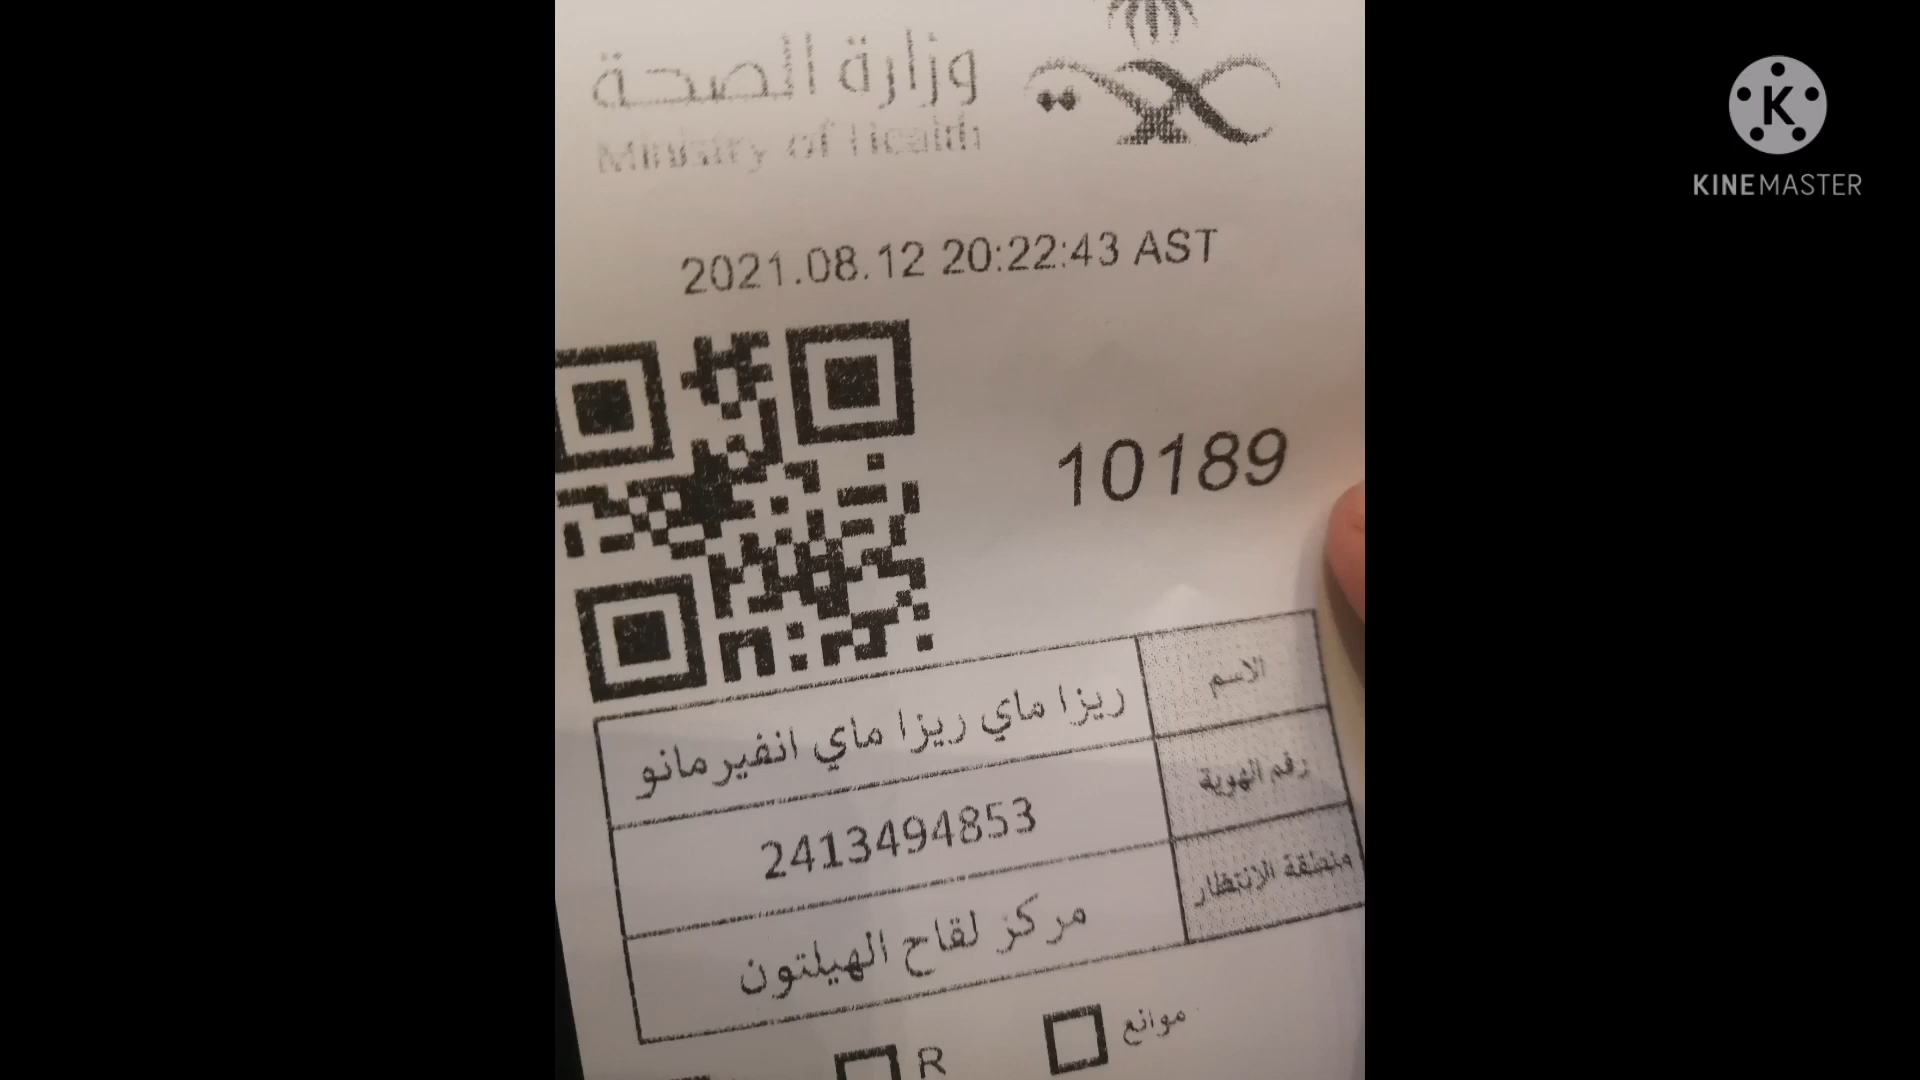 وزارة الصحة
Ministry of Health
2021.08.12 20:22:43 AST
10189
الاسم ريزا ماي ريزا ماي انفيرمانو
رقم الهوية 2413494853
منطقة الانتظار مركز لقاح الهيلتون
موانع
R
K
KINEMASTER